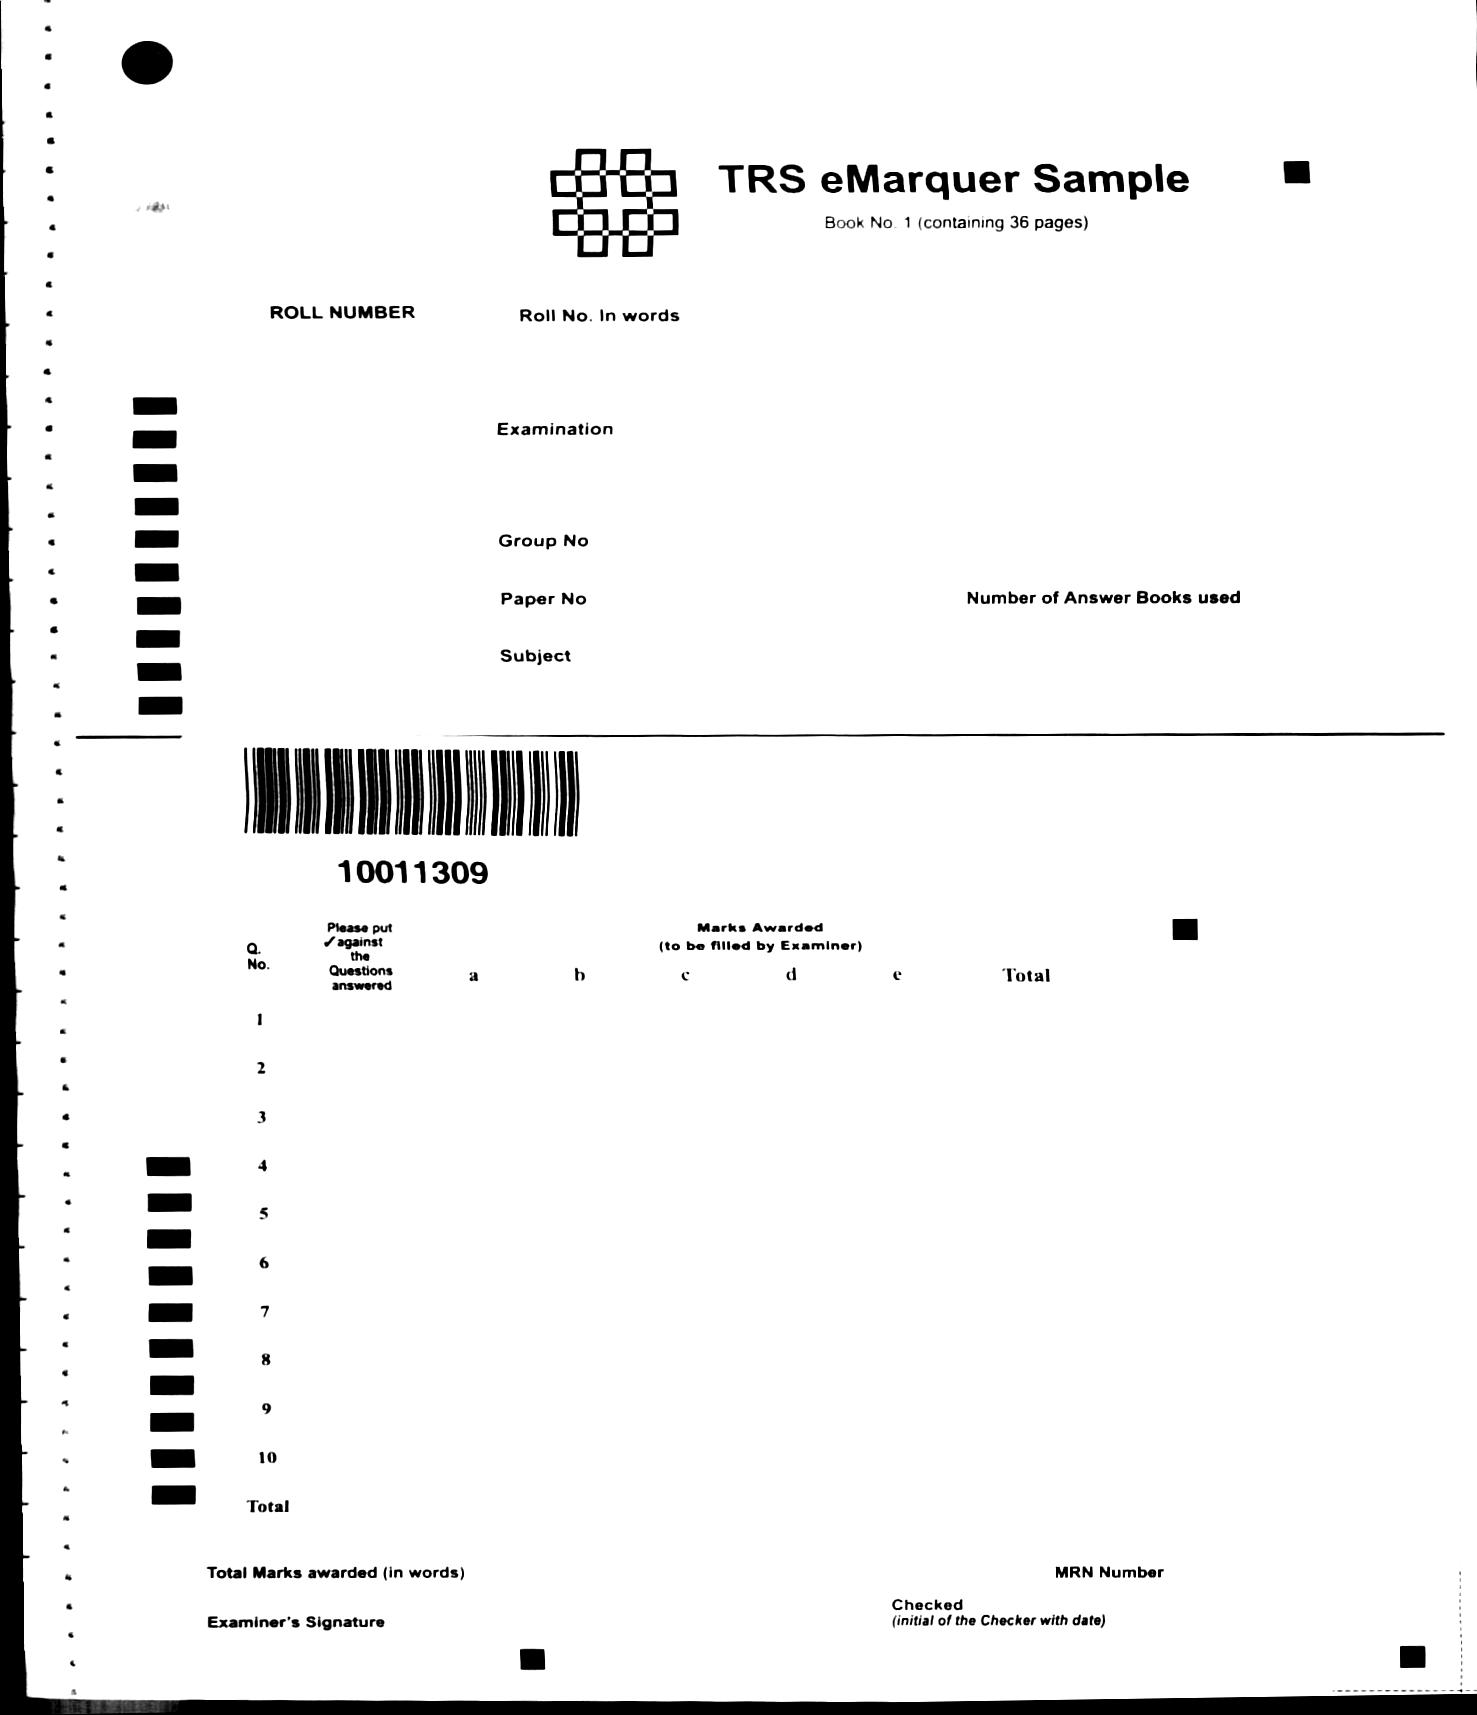 TRS eMarquer Sample
Book No. 1 (containing 36 pages)
ROLL NUMBER
Roll No. In words
Examination
Group No
Paper No
Number of Answer Books used
Subject
10011309
Q.
No.
Please put
✓against
the
Questions
answered
Marks Awarded
(to be filled by Examiner)
a b c d e Total
1
2
3
4
5
6
7
8
9
10
Total
Total Marks awarded (in words)
MRN Number
Examiner's Signature
Checked
(initial of the Checker with date)